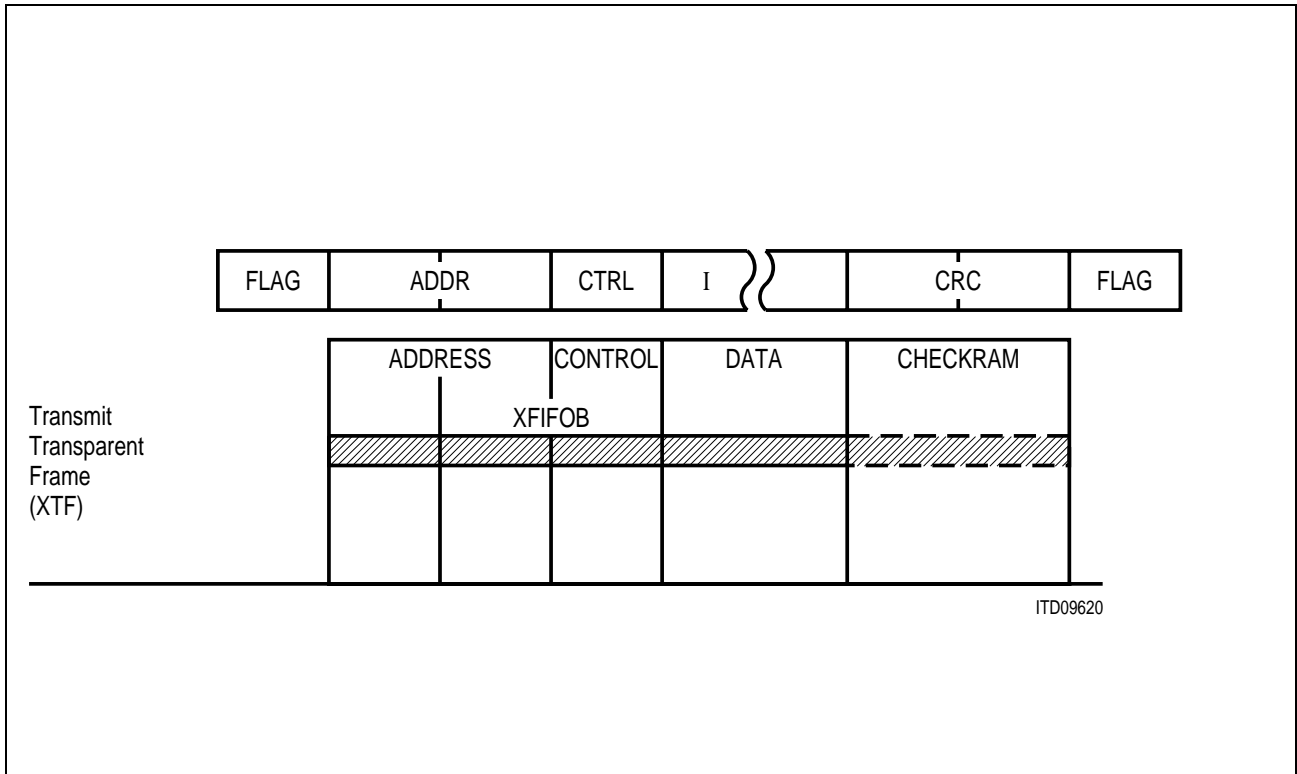 FLAG ADDR CTRL I CRC FLAG
ADDRESS CONTROL DATA CHECKRAM
XFIFOB
Transmit
Transparent
Frame
(XTF)
ITD09620